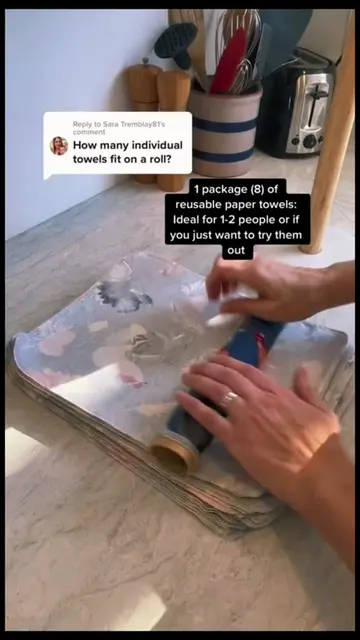 Reply to Sara Tremblay81's
comment
How many individual
towels fit on a roll?
1 package (8) of
reusable paper towels:
Ideal for 1-2 people or if
you just want to try them
out